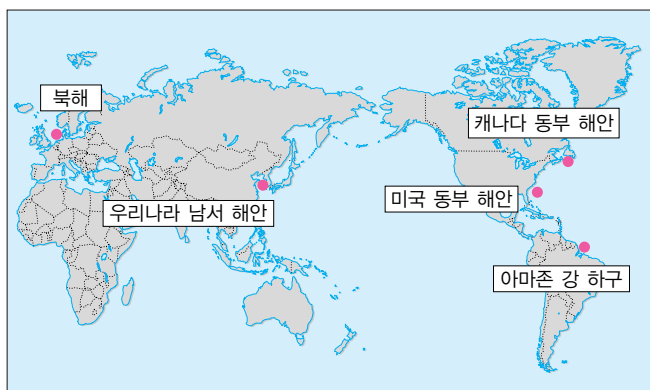 북해
캐나다 동부 해안
미국 동부 해안
우리나라 남서 해안
아마존 강 하구